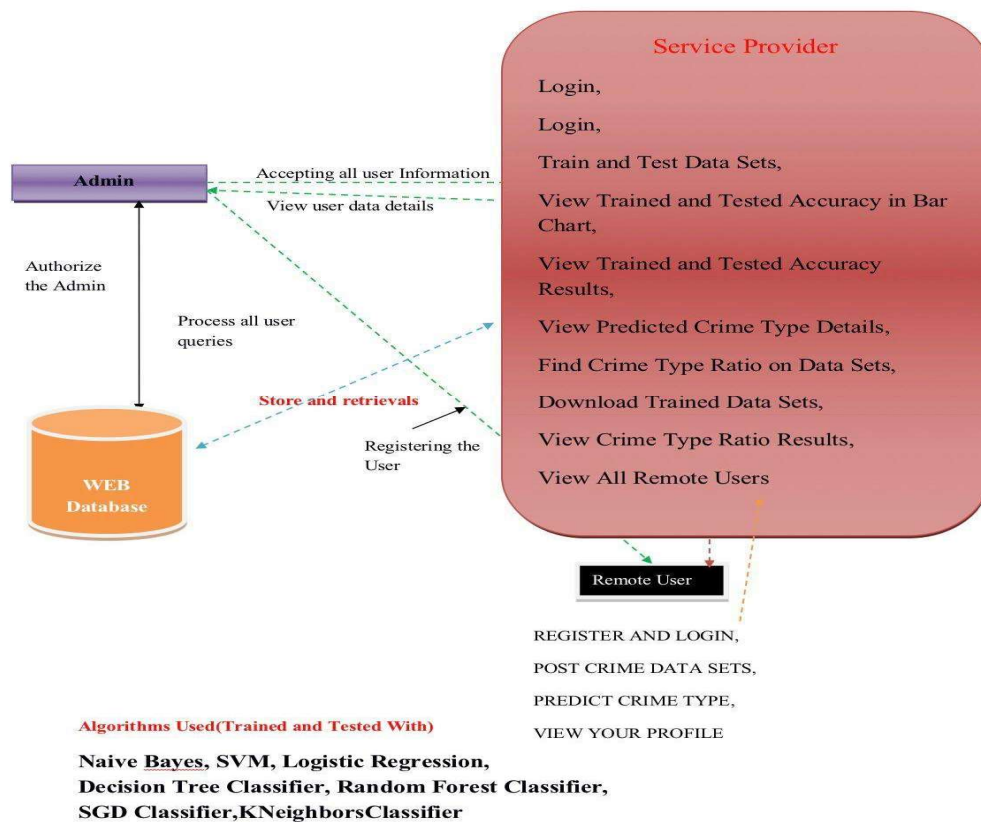 Service Provider
Login,
Login,
Train and Test Data Sets,
View Trained and Tested Accuracy in Bar
Chart,
View Trained and Tested Accuracy
Results,
View Predicted Crime Type Details,
Find Crime Type Ratio on Data Sets,
Download Trained Data Sets,
View Crime Type Ratio Results,
View All Remote Users
Admin
Accepting all user Information
View user data details
Authorize
the Admin
Process all user
queries
Store and retrievals
Registering the
User
WEB
Database
Remote User
REGISTER AND LOGIN,
POST CRIME DATA SETS,
PREDICT CRIME TYPE,
VIEW YOUR PROFILE
Algorithms Used(Trained and Tested With)
Naive Bayes, SVM, Logistic Regression,
Decision Tree Classifier, Random Forest Classifier,
SGD Classifier,KNeighborsClassifier